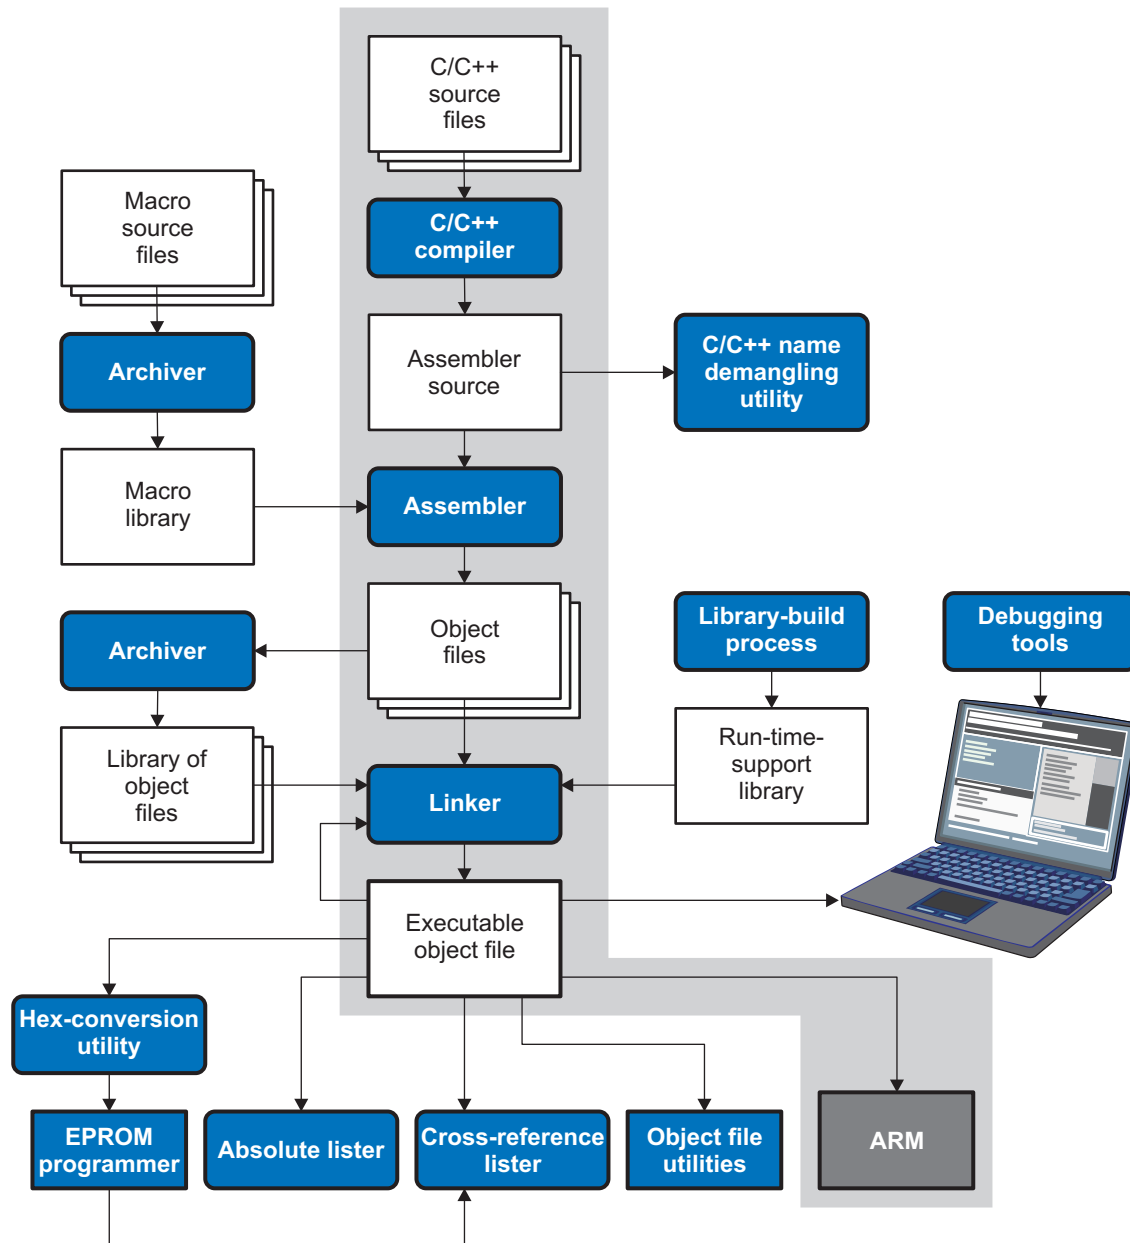 C/C++
source
files
Macro
source
files
C/C++
compiler
Archiver
Assembler
source
C/C++ name
demangling
utility
Macro
library
Assembler
Archiver
Object
files
Library-build
process
Debugging
tools
Library of
object
files
Linker
Run-time-
support
library
Executable
object file
Hex-conversion
utility
EPROM
programmer
Absolute lister
Cross-reference
lister
Object file
utilities
ARM